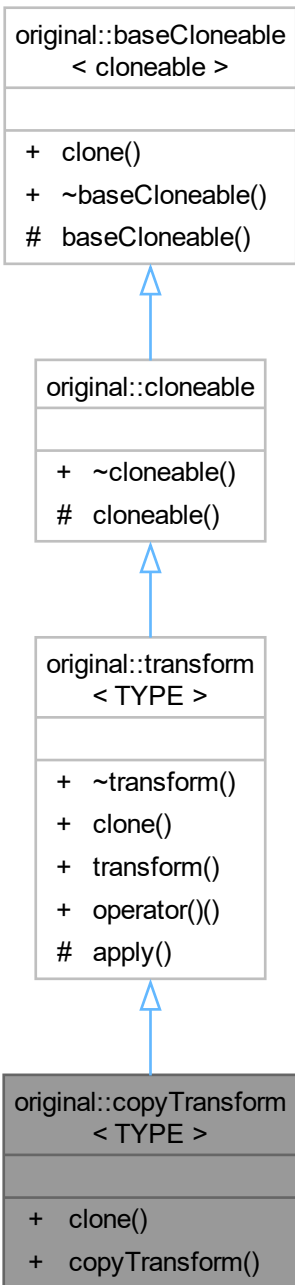 original::baseCloneable
< cloneable >
+ clone()
+ ~baseCloneable()
# baseCloneable()
original::cloneable
+ ~cloneable()
# cloneable()
original::transform
< TYPE >
+ ~transform()
+ clone()
+ transform()
+ operator()()
# apply()
original::copyTransform
< TYPE >
+ clone()
+ copyTransform()